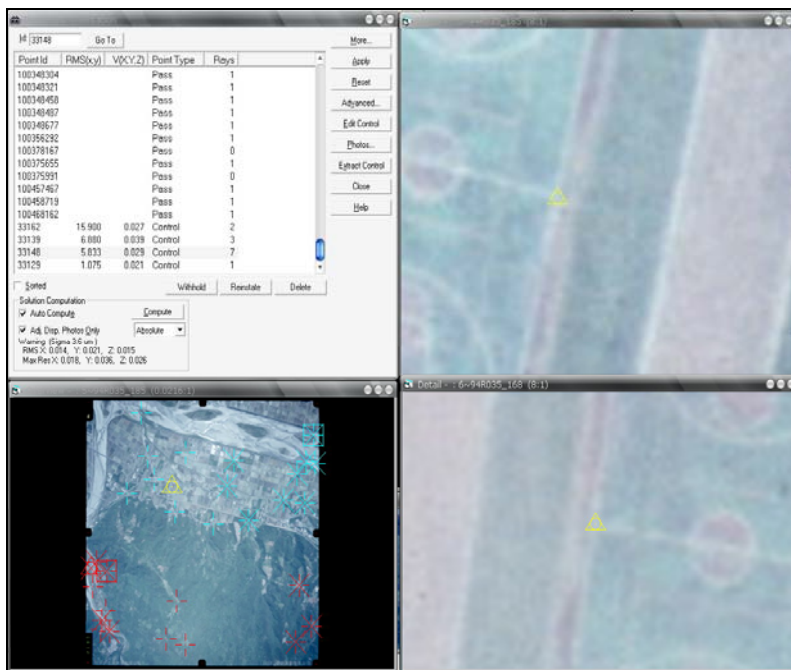 Id: 33148 Go To
Point Id RMS(x,y) V(X,Y,Z) Point Type Rays
100348304 Pass 1
100348321 Pass 1
100348458 Pass 1
100348487 Pass 1
100348677 Pass 1
100356292 Pass 1
100378167 Pass 0
100375655 Pass 1
100375991 Pass 0
100457467 Pass 1
100458719 Pass 1
100468162 Pass 1
33162 15.900 0.027 Control 2
33139 6.880 0.039 Control 3
33148 5.833 0.029 Control 7
33129 1.075 0.021 Control 1
Sorted
Withhold Reinstate Delete
Solution Computation
Auto Compute Compute
Adj. Disp. Photos Only Absolute
Warning (Sigma 3.6 um)
RMS X: 0.014, Y: 0.021, Z: 0.015
Max Res X: 0.018, Y: 0.036, Z: 0.026
More...
Apply
Reset
Advanced...
Edit Control
Photos...
Extract Control
Close
Help
Detail - : 6~94R035_168 (8:1)